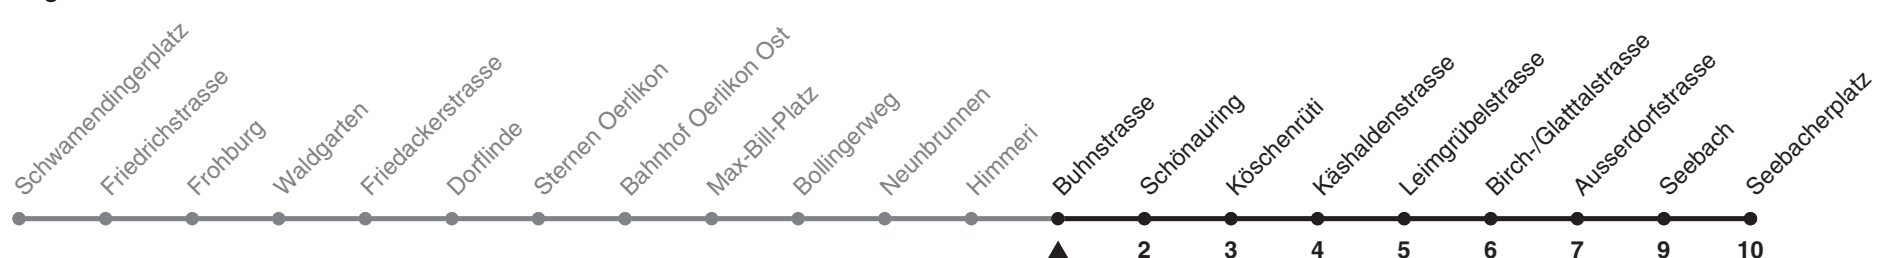 Schwamendingerplatz
Friedrichstrasse
Frohburg
Waldgarten
Friedackerstrasse
Dorflinde
Sternen Oerlikon
Bahnhof Oerlikon Ost
Max-Bill-Platz
Bollingerweg
Neunbrunnen
Himmeri
Buhnstrasse
Schönauring
Köschenrüti
Käshaldenstrasse
Leimgrübelstrasse
Birch-/Glatttalstrasse
Ausserdorfstrasse
Seebach
Seebacherplatz
2 3 4 5 6 7 9 10